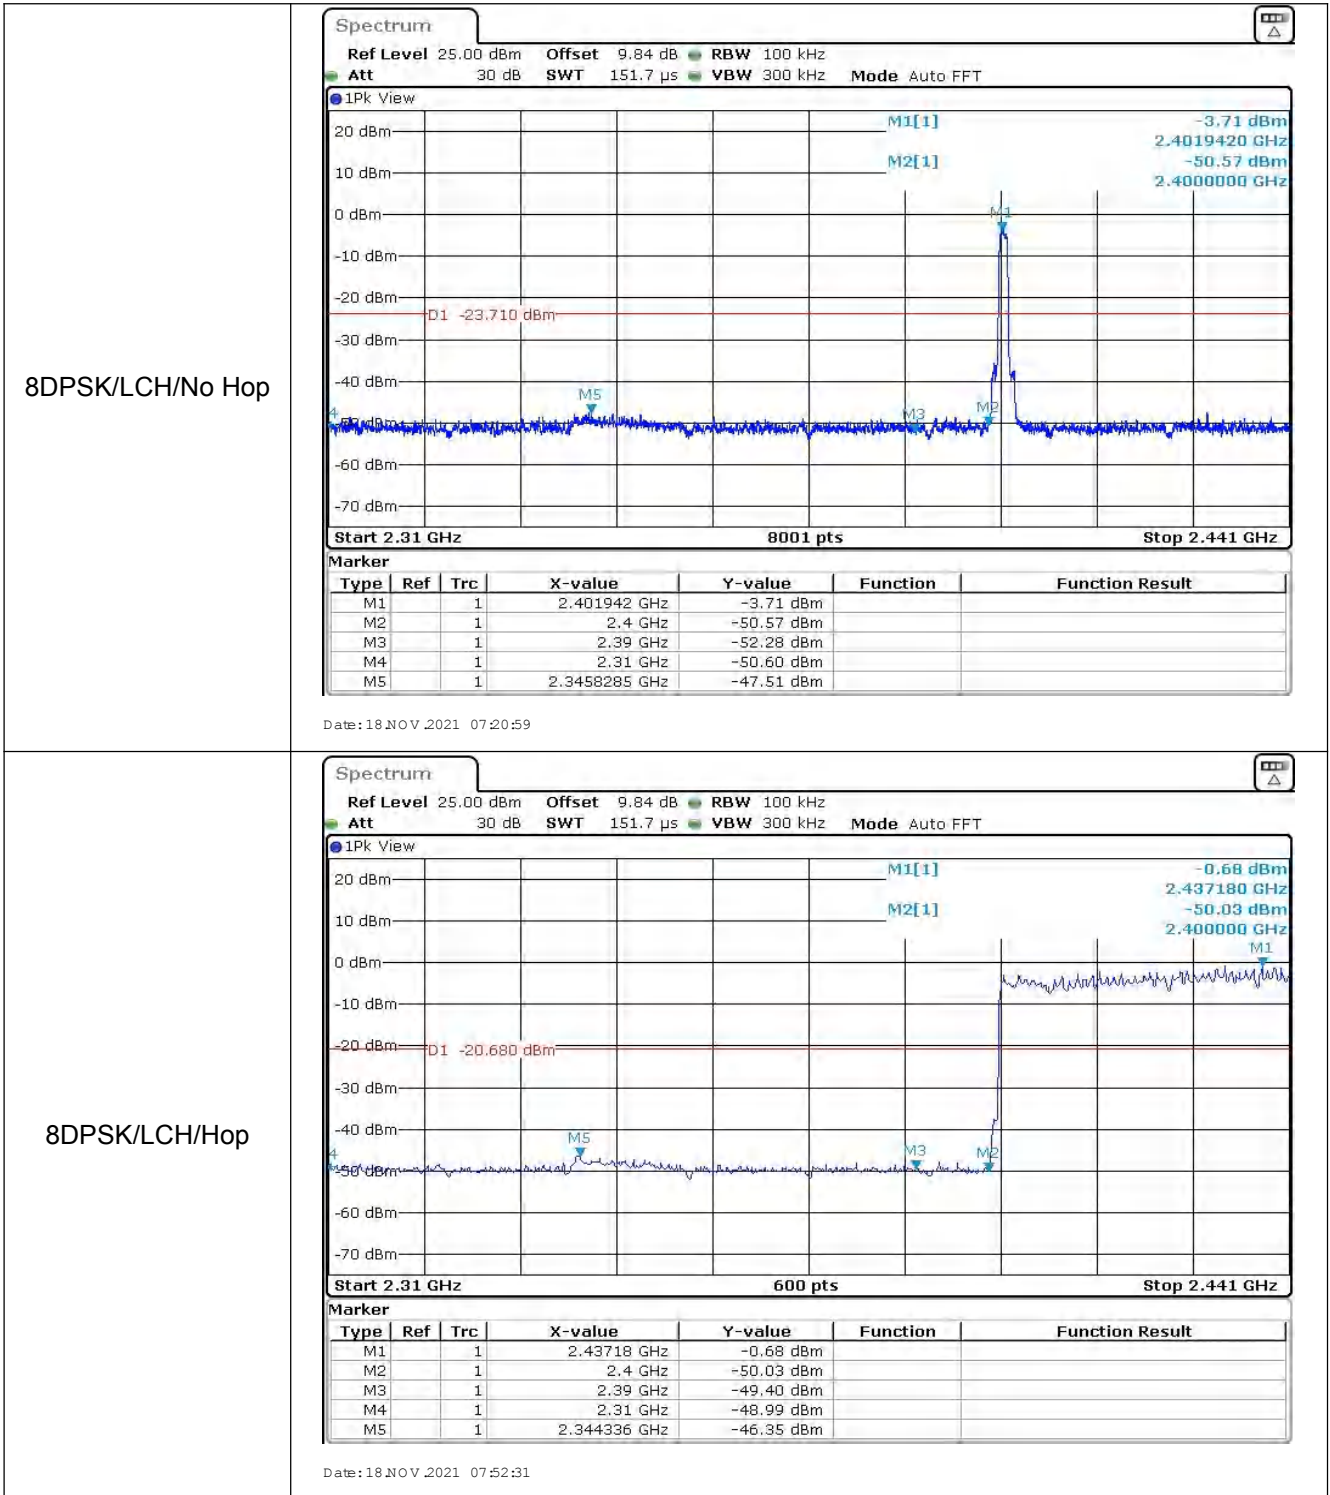 8DPSK/LCH/No Hop
Spectrum
Ref Level 25.00 dBm Offset 9.84 dB RBW 100 kHz
Att 30 dB SWT 151.7 µs VBW 300 kHz Mode Auto FFT
1Pk View
M1[1] -3.71 dBm
2.4019420 GHz
M2[1] -50.57 dBm
2.4000000 GHz
20 dBm
10 dBm
0 dBm
M1
-10 dBm
-20 dBm
D1 -23.710 dBm
-30 dBm
-40 dBm
M5
M3
M2
4
-60 dBm
-70 dBm
Start 2.31 GHz 8001 pts Stop 2.441 GHz
Marker
Type Ref Trc X-value Y-value Function Function Result
M1 1 2.401942 GHz -3.71 dBm
M2 1 2.4 GHz -50.57 dBm
M3 1 2.39 GHz -52.28 dBm
M4 1 2.31 GHz -50.60 dBm
M5 1 2.3458285 GHz -47.51 dBm
Date:18.NOV.2021 07:20:59
8DPSK/LCH/Hop
Spectrum
Ref Level 25.00 dBm Offset 9.84 dB RBW 100 kHz
Att 30 dB SWT 151.7 µs VBW 300 kHz Mode Auto FFT
1Pk View
M1[1] -0.68 dBm
2.437180 GHz
M2[1] -50.03 dBm
2.400000 GHz
20 dBm
10 dBm
M1
0 dBm
-10 dBm
-20 dBm
D1 -20.680 dBm
-30 dBm
-40 dBm
M5
M3
M2
4
-50 dBm
-60 dBm
-70 dBm
Start 2.31 GHz 600 pts Stop 2.441 GHz
Marker
Type Ref Trc X-value Y-value Function Function Result
M1 1 2.43718 GHz -0.68 dBm
M2 1 2.4 GHz -50.03 dBm
M3 1 2.39 GHz -49.40 dBm
M4 1 2.31 GHz -48.99 dBm
M5 1 2.344336 GHz -46.35 dBm
Date:18.NOV.2021 07:52:31